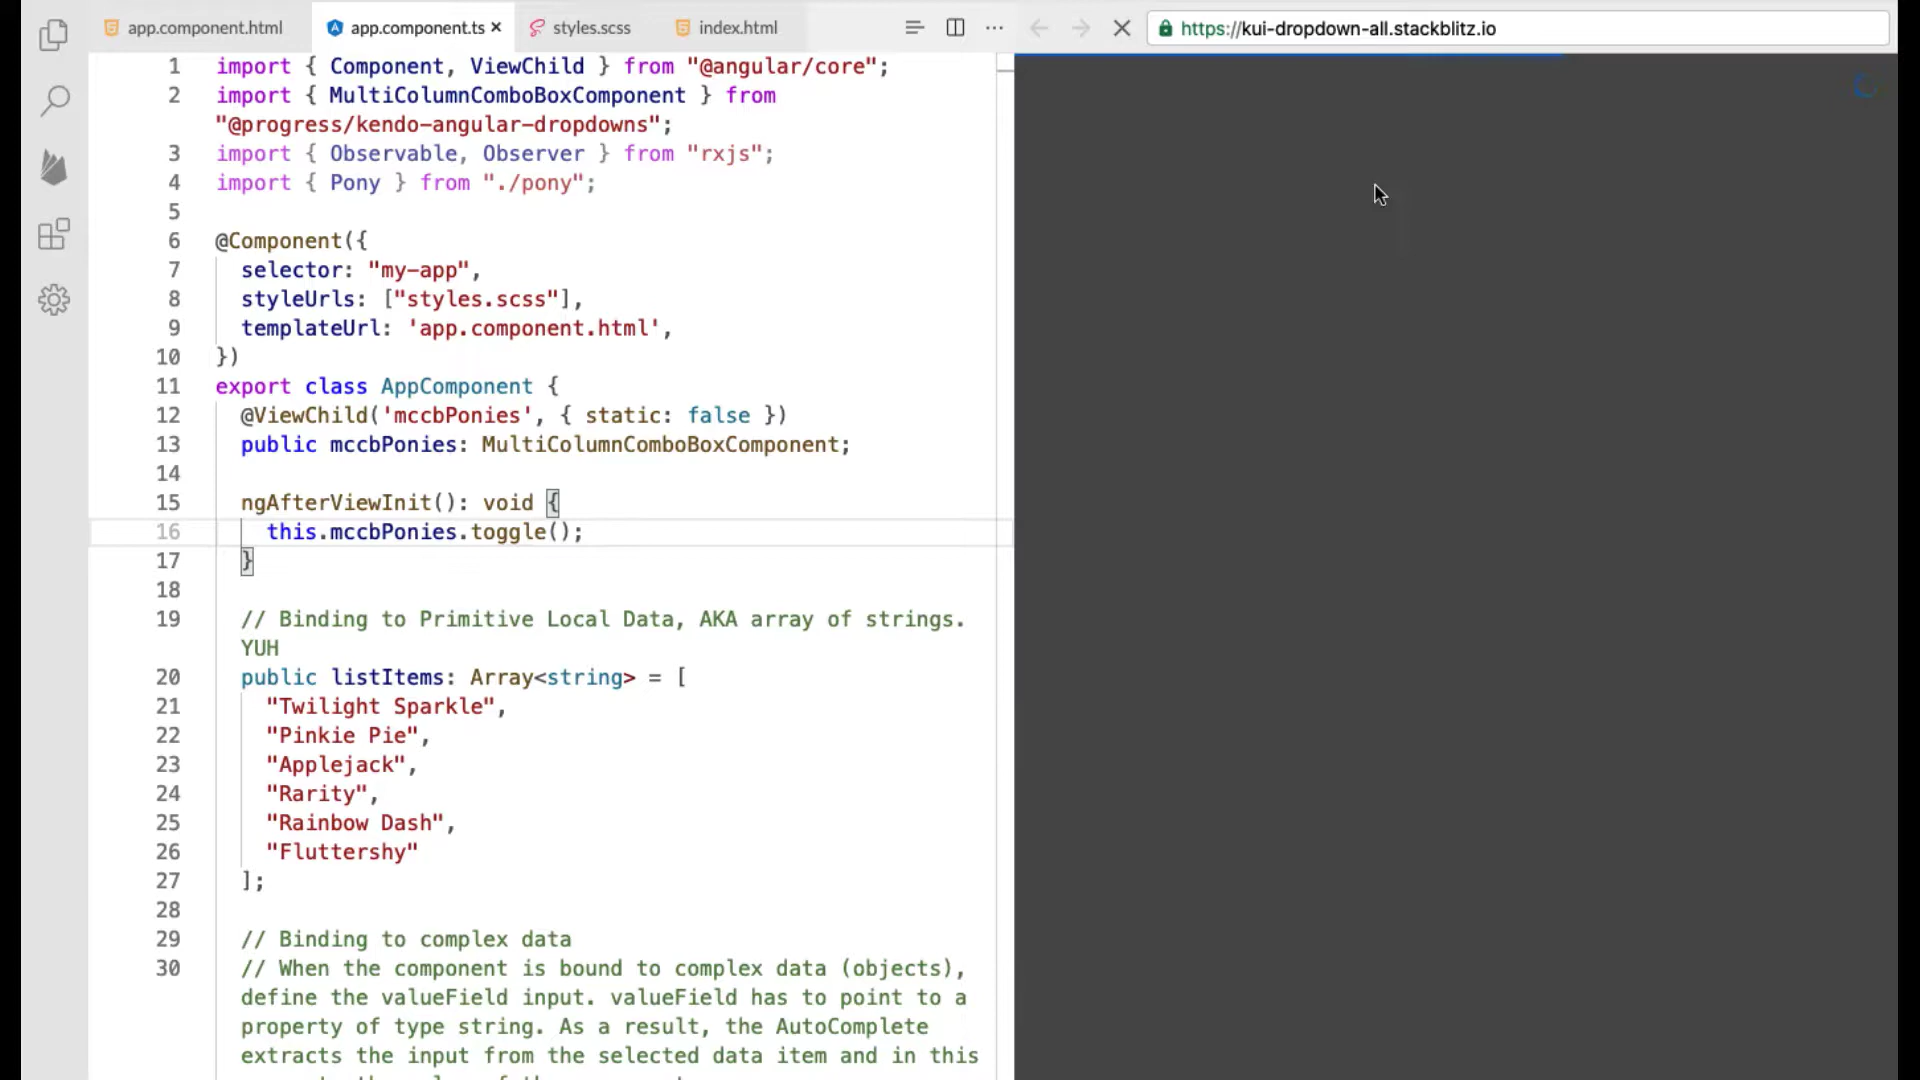 app.component.html
app.component.ts
styles.scss
index.html
https://kui-dropdown-all.stackblitz.io
1 import { Component, ViewChild } from "@angular/core";
2 import { MultiColumnComboBoxComponent } from
"@progress/kendo-angular-dropdowns";
3 import { Observable, Observer } from "rxjs";
4 import { Pony } from "./pony";
5
6 @Component({
7 selector: "my-app",
8 styleUrls: ["styles.scss"],
9 templateUrl: 'app.component.html',
10 })
11 export class AppComponent {
12 @ViewChild('mccbPonies', { static: false })
13 public mccbPonies: MultiColumnComboBoxComponent;
14
15 ngAfterViewInit(): void {
16 this.mccbPonies.toggle();
17 }
18
19 // Binding to Primitive Local Data, AKA array of strings.
YUH
20 public listItems: Array<string> = [
21 "Twilight Sparkle",
22 "Pinkie Pie",
23 "Applejack",
24 "Rarity",
25 "Rainbow Dash",
26 "Fluttershy"
27 ];
28
29 // Binding to complex data
30 // When the component is bound to complex data (objects),
define the valueField input. valueField has to point to a
property of type string. As a result, the AutoComplete
extracts the input from the selected data item and in this